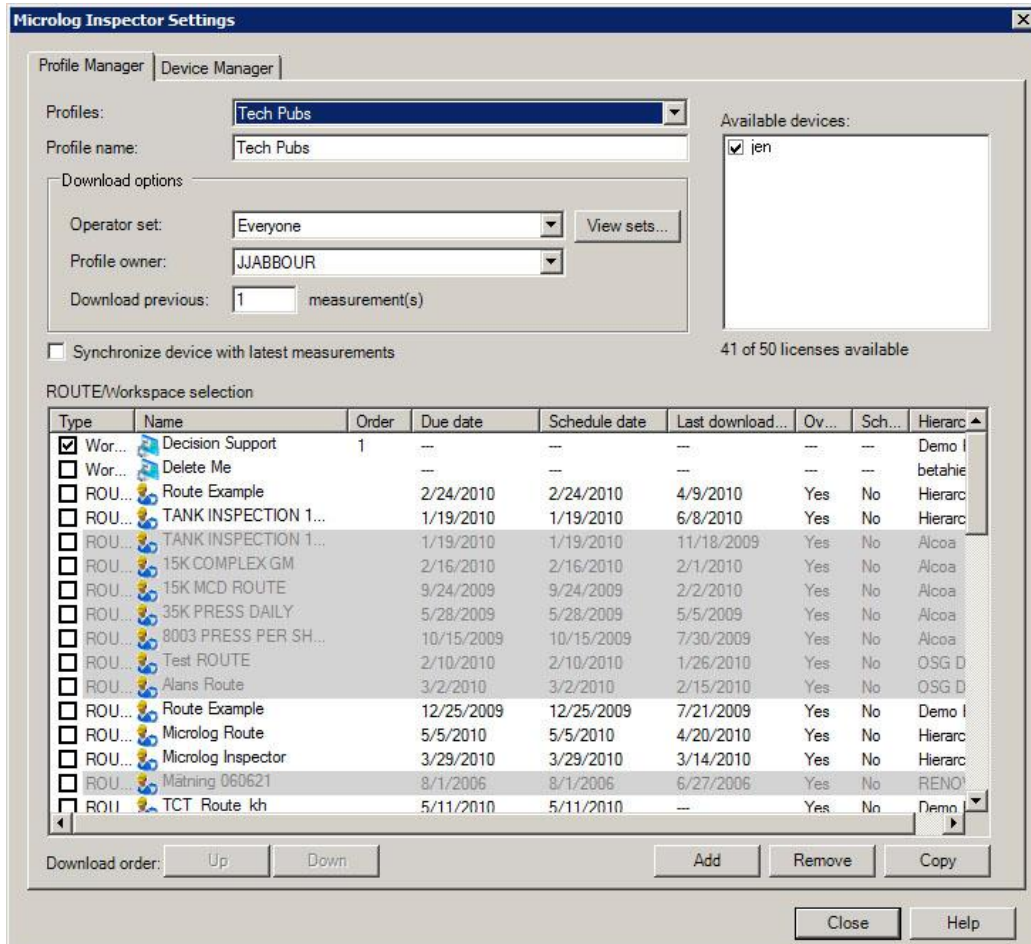 Microlog Inspector Settings
Profile Manager Device Manager
Profiles: Tech Pubs
Profile name: Tech Pubs
Available devices:
jen
Download options
Operator set: Everyone View sets...
Profile owner: JJABBOUR
Download previous: 1 measurement(s)
Synchronize device with latest measurements
41 of 50 licenses available
ROUTE/Workspace selection
Type Name Order Due date Schedule date Last download... Ov... Sch... Hierarc
Wor... Decision Support 1 --- --- --- --- --- Demo
Wor... Delete Me --- --- --- --- --- betahie
ROU... Route Example 2/24/2010 2/24/2010 4/9/2010 Yes No Hierarc
ROU... TANK INSPECTION 1... 1/19/2010 1/19/2010 6/8/2010 Yes No Hierarc
ROU... TANK INSPECTION 1... 1/19/2010 1/19/2010 11/18/2009 Yes No Alcoa
ROU... 15K COMPLEX GM 2/16/2010 2/16/2010 2/1/2010 Yes No Alcoa
ROU... 15K MCD ROUTE 9/24/2009 9/24/2009 2/2/2010 Yes No Alcoa
ROU... 35K PRESS DAILY 5/28/2009 5/28/2009 5/5/2009 Yes No Alcoa
ROU... 8003 PRESS PER SH... 10/15/2009 10/15/2009 7/30/2009 Yes No Alcoa
ROU... Test ROUTE 2/10/2010 2/10/2010 1/26/2010 Yes No OSG D
ROU... Alans Route 3/2/2010 3/2/2010 2/15/2010 Yes No OSG D
ROU... Route Example 12/25/2009 12/25/2009 7/21/2009 Yes No Demo
ROU... Microlog Route 5/5/2010 5/5/2010 4/20/2010 Yes No Hierarc
ROU... Microlog Inspector 3/29/2010 3/29/2010 3/14/2010 Yes No Hierarc
ROU... Mätning 060621 8/1/2006 8/1/2006 6/27/2006 Yes No RENO
ROU... TCT_Route_kh 5/11/2010 5/11/2010 --- Yes No Demo
Download order: Up Down Add Remove Copy
Close Help